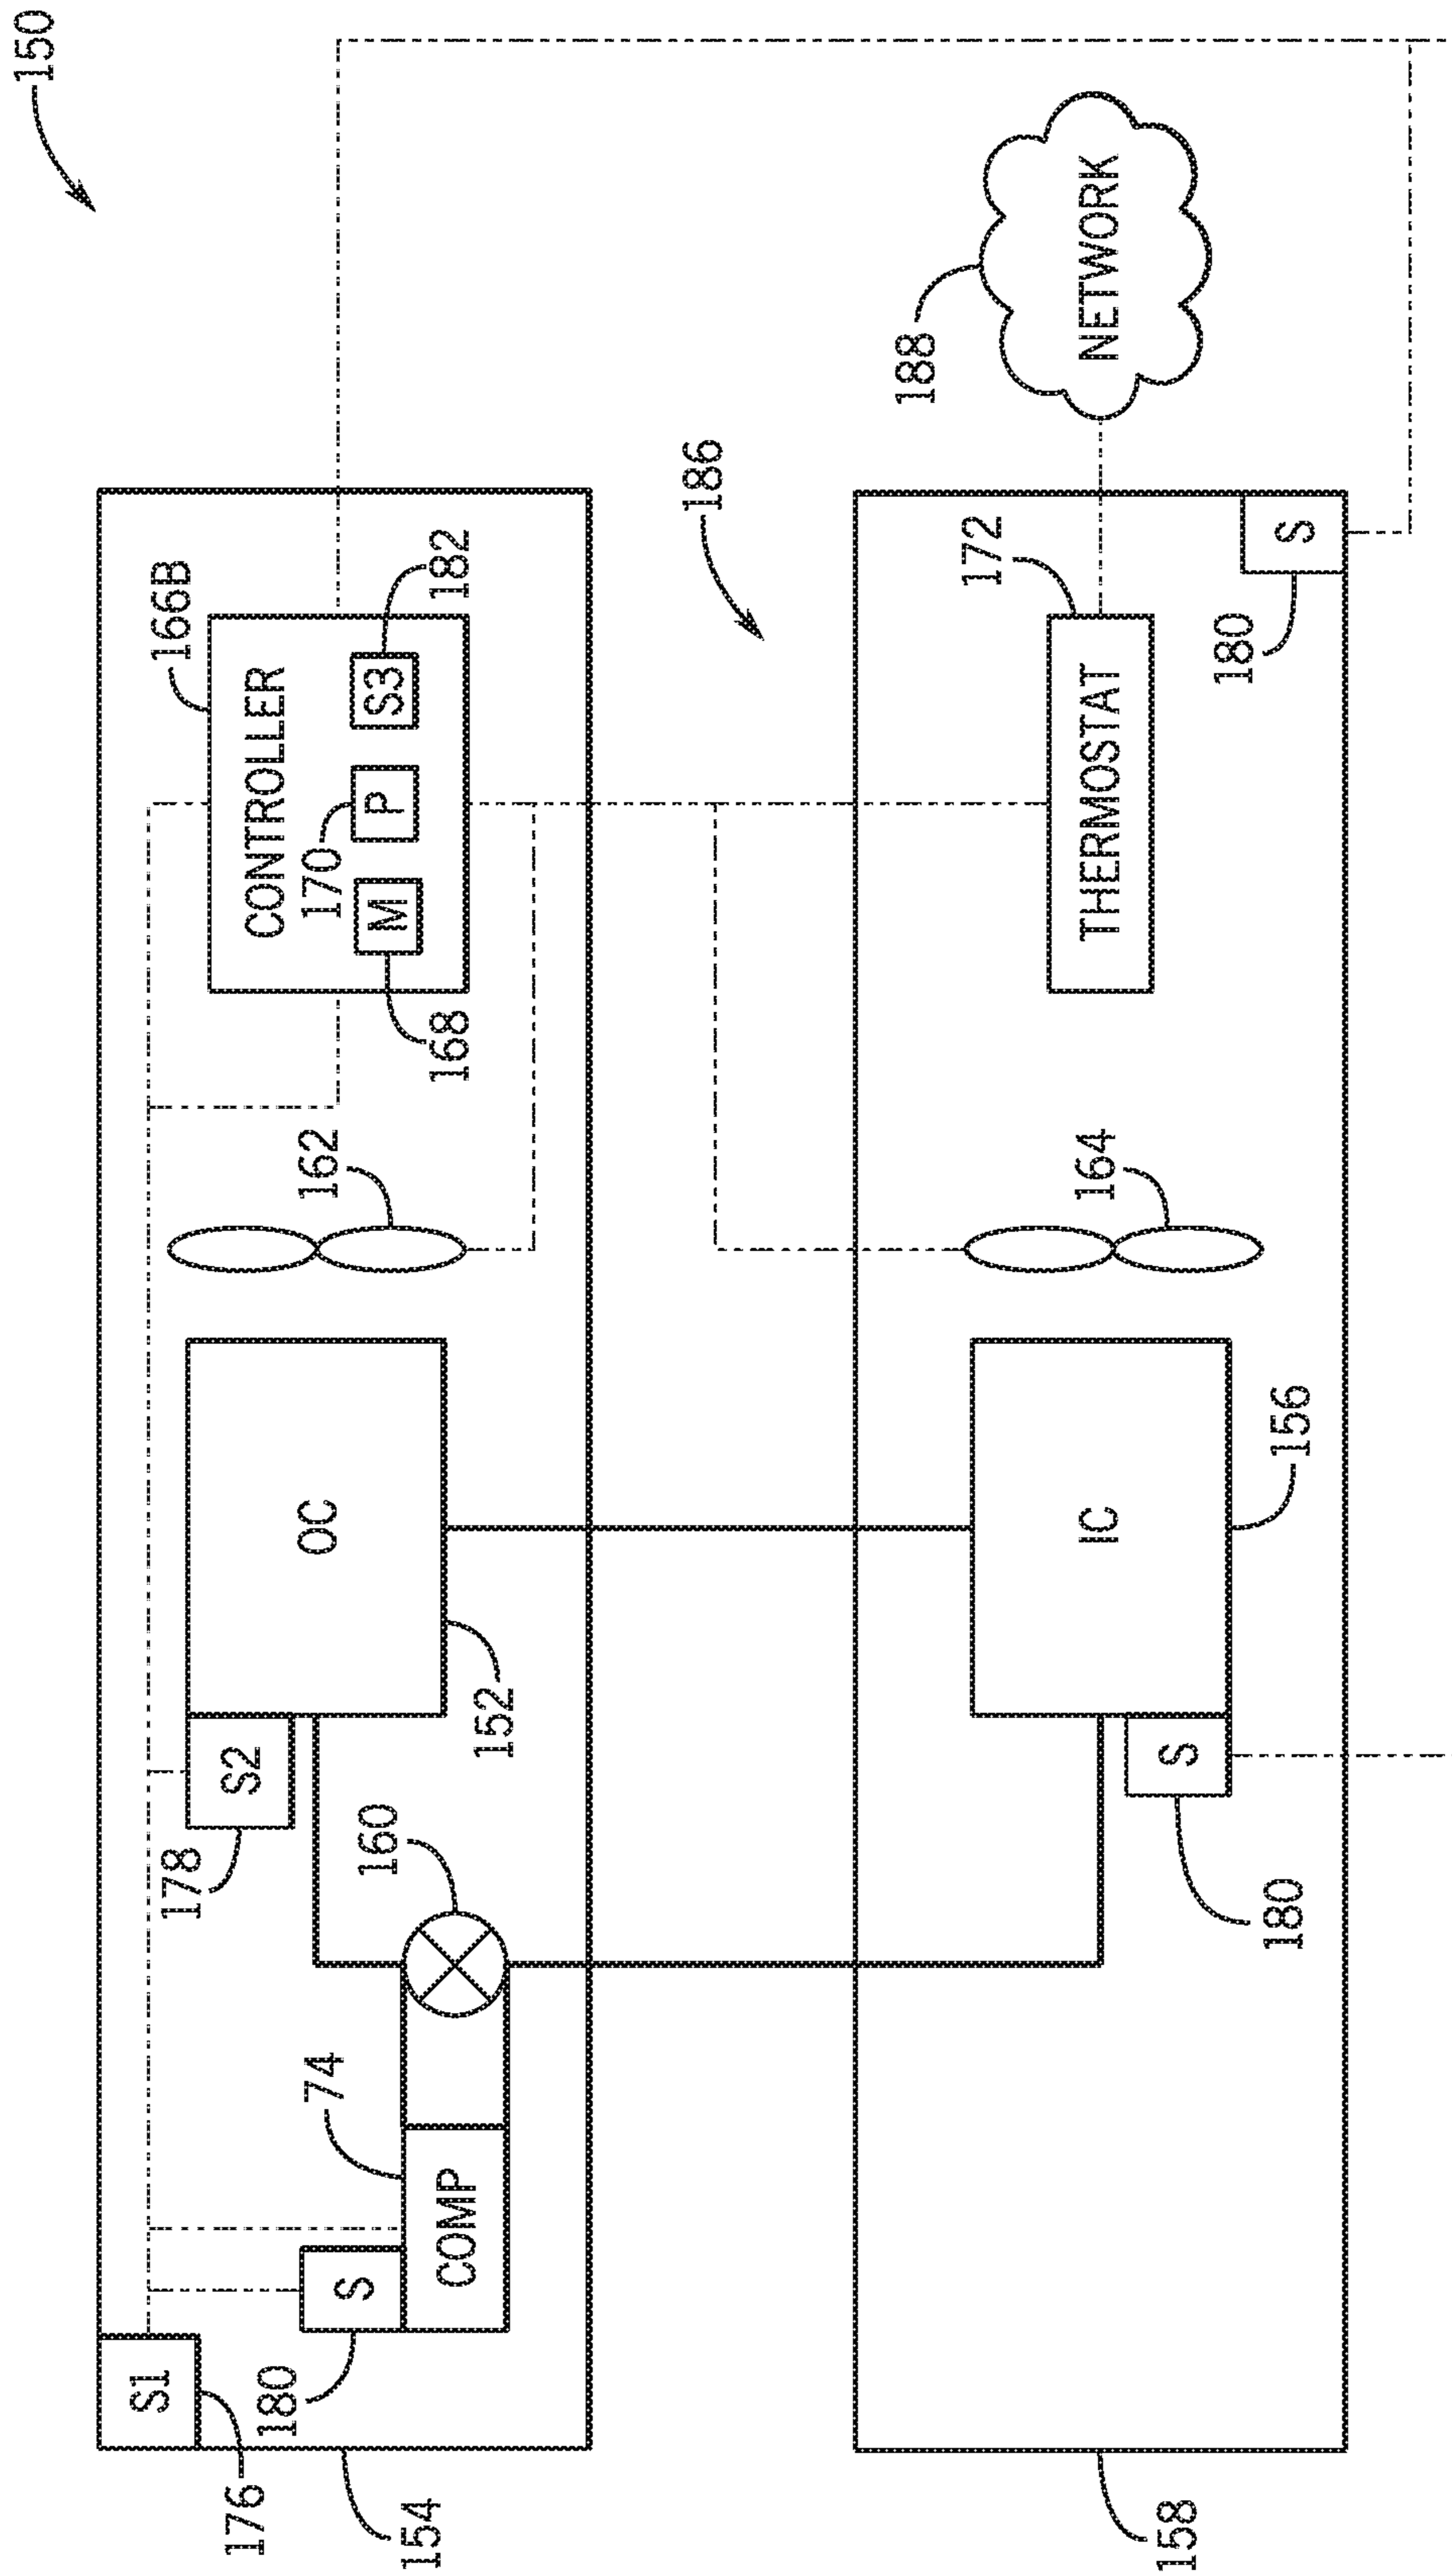 150
154
176
S1
180
S
74
COMP
160
178
S2
152
OC
162
166B
CONTROLLER
168
M
170
P
182
S3
186
158
180
S
156
IC
164
172
THERMOSTAT
180
S
188
NETWORK